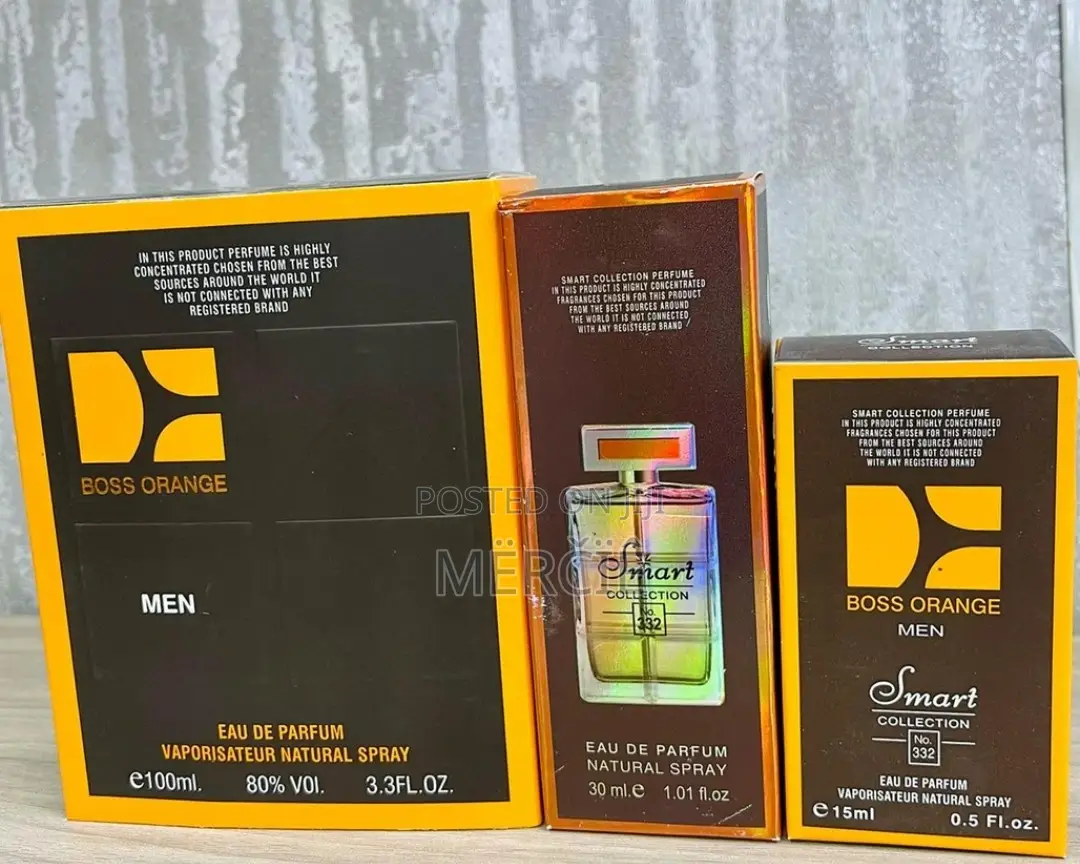 IN THIS PRODUCT PERFUME IS HIGHLY
CONCENTRATED CHOSEN FROM THE BEST
SOURCES AROUND THE WORLD IT
IS NOT CONNECTED WITH ANY
REGISTERED BRAND
BOSS ORANGE
MEN
EAU DE PARFUM
VAPORISATEUR NATURAL SPRAY
e100ml. 80% VOl. 3.3FL.OZ.
SMART COLLECTION PERFUME
IN THIS PRODUCT IS HIGHLY CONCENTRATED
FRAGRANCES CHOSEN FOR THIS PRODUCT
FROM THE BEST SOURCES AROUND
THE WORLD IT IS NOT CONNECTED
WITH ANY REGISTERED BRAND
Smart
COLLECTION
No.
332
EAU DE PARFUM
NATURAL SPRAY
30 ml.e 1.01 fl.oz
Smart
COLLECTION
SMART COLLECTION PERFUME
IN THIS PRODUCT IS HIGHLY CONCENTRATED
FRAGRANCES CHOSEN FOR THIS PRODUCT
FROM THE BEST SOURCES AROUND
THE WORLD IT IS NOT CONNECTED
WITH ANY REGISTERED BRAND
BOSS ORANGE
MEN
Smart
COLLECTION
No.
332
EAU DE PARFUM
VAPORISATEUR NATURAL SPRAY
e15ml 0.5 Fl.oz.
POSTED ON JIJI